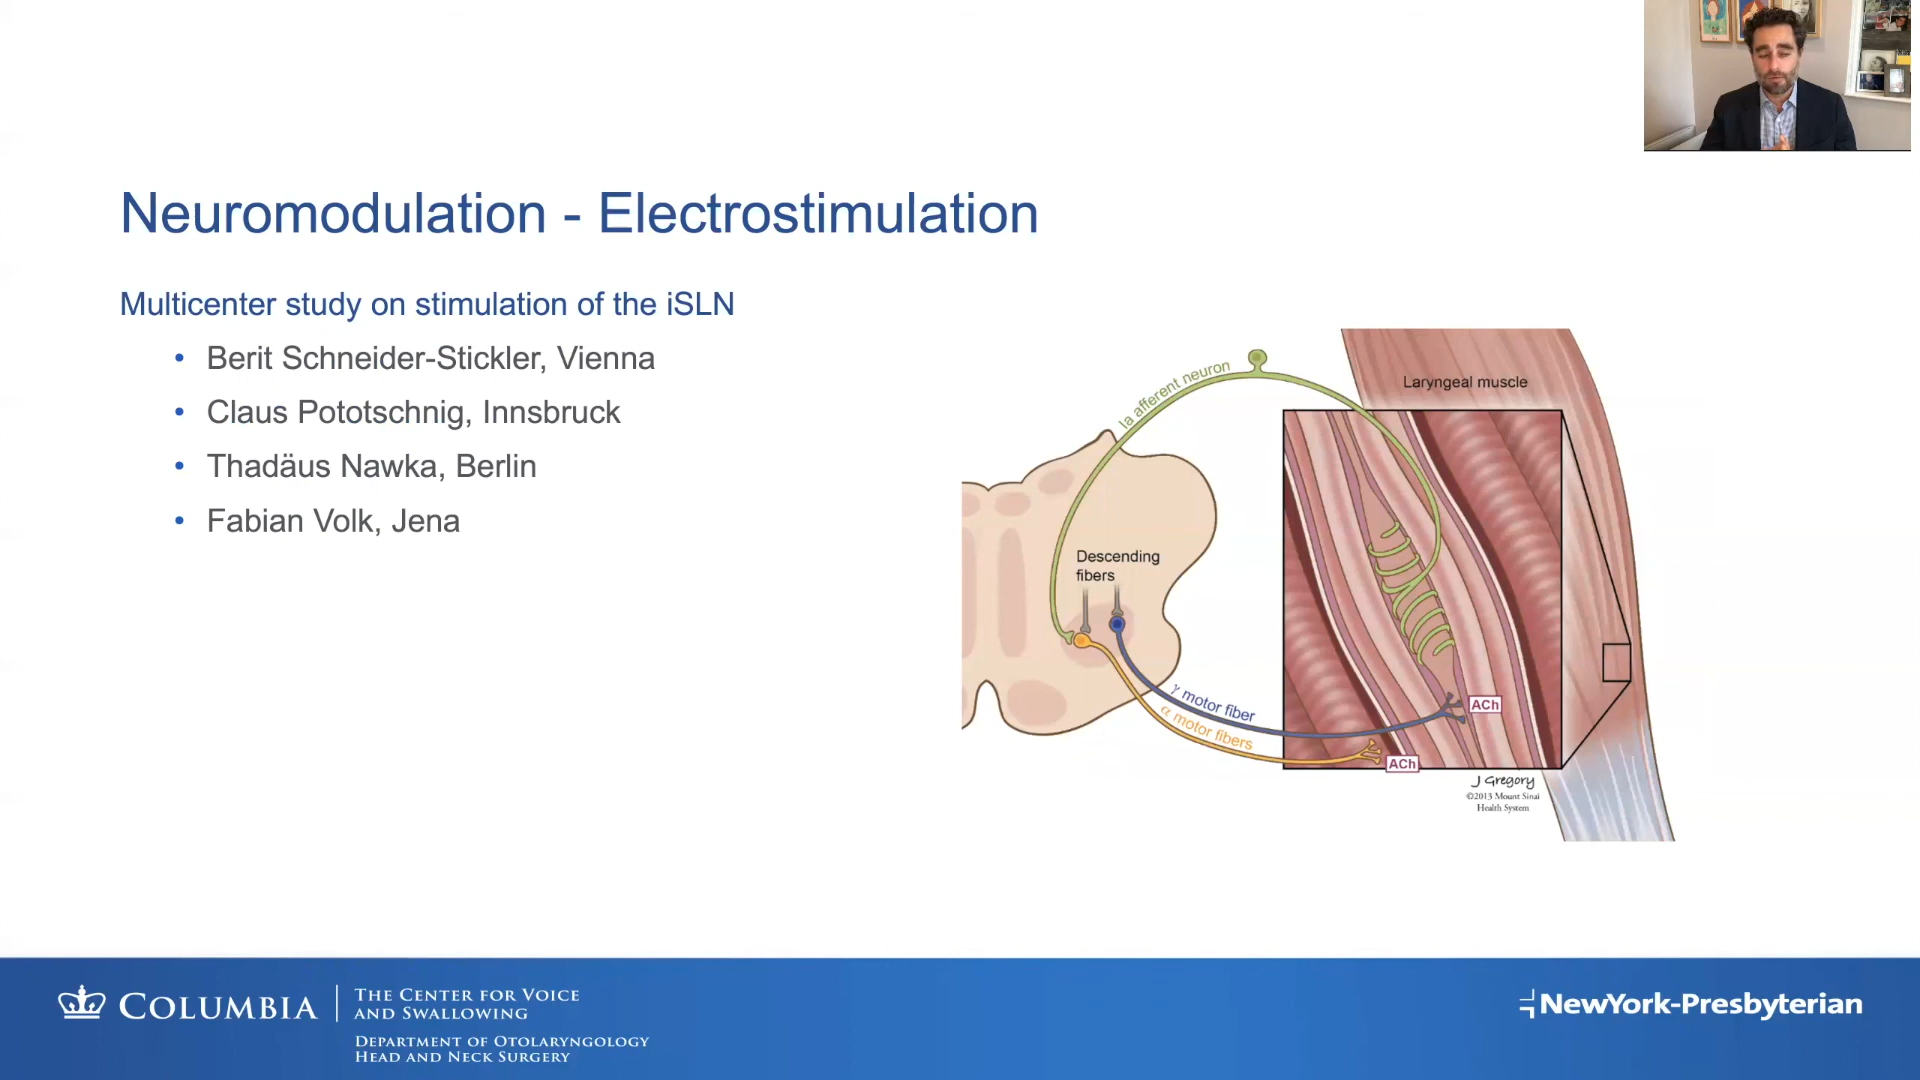 Neuromodulation - Electrostimulation
Multicenter study on stimulation of the iSLN
• Berit Schneider-Stickler, Vienna
• Claus Pototschnig, Innsbruck
• Thadäus Nawka, Berlin
• Fabian Volk, Jena
Ia afferent neuron
Laryngeal muscle
Descending
fibers
γ motor fiber
α motor fibers
ACh
ACh
J Gregory
©2013 Mount Sinai
Health System
COLUMBIA
THE CENTER FOR VOICE
AND SWALLOWING
DEPARTMENT OF OTOLARYNGOLOGY
HEAD AND NECK SURGERY
NewYork-Presbyterian